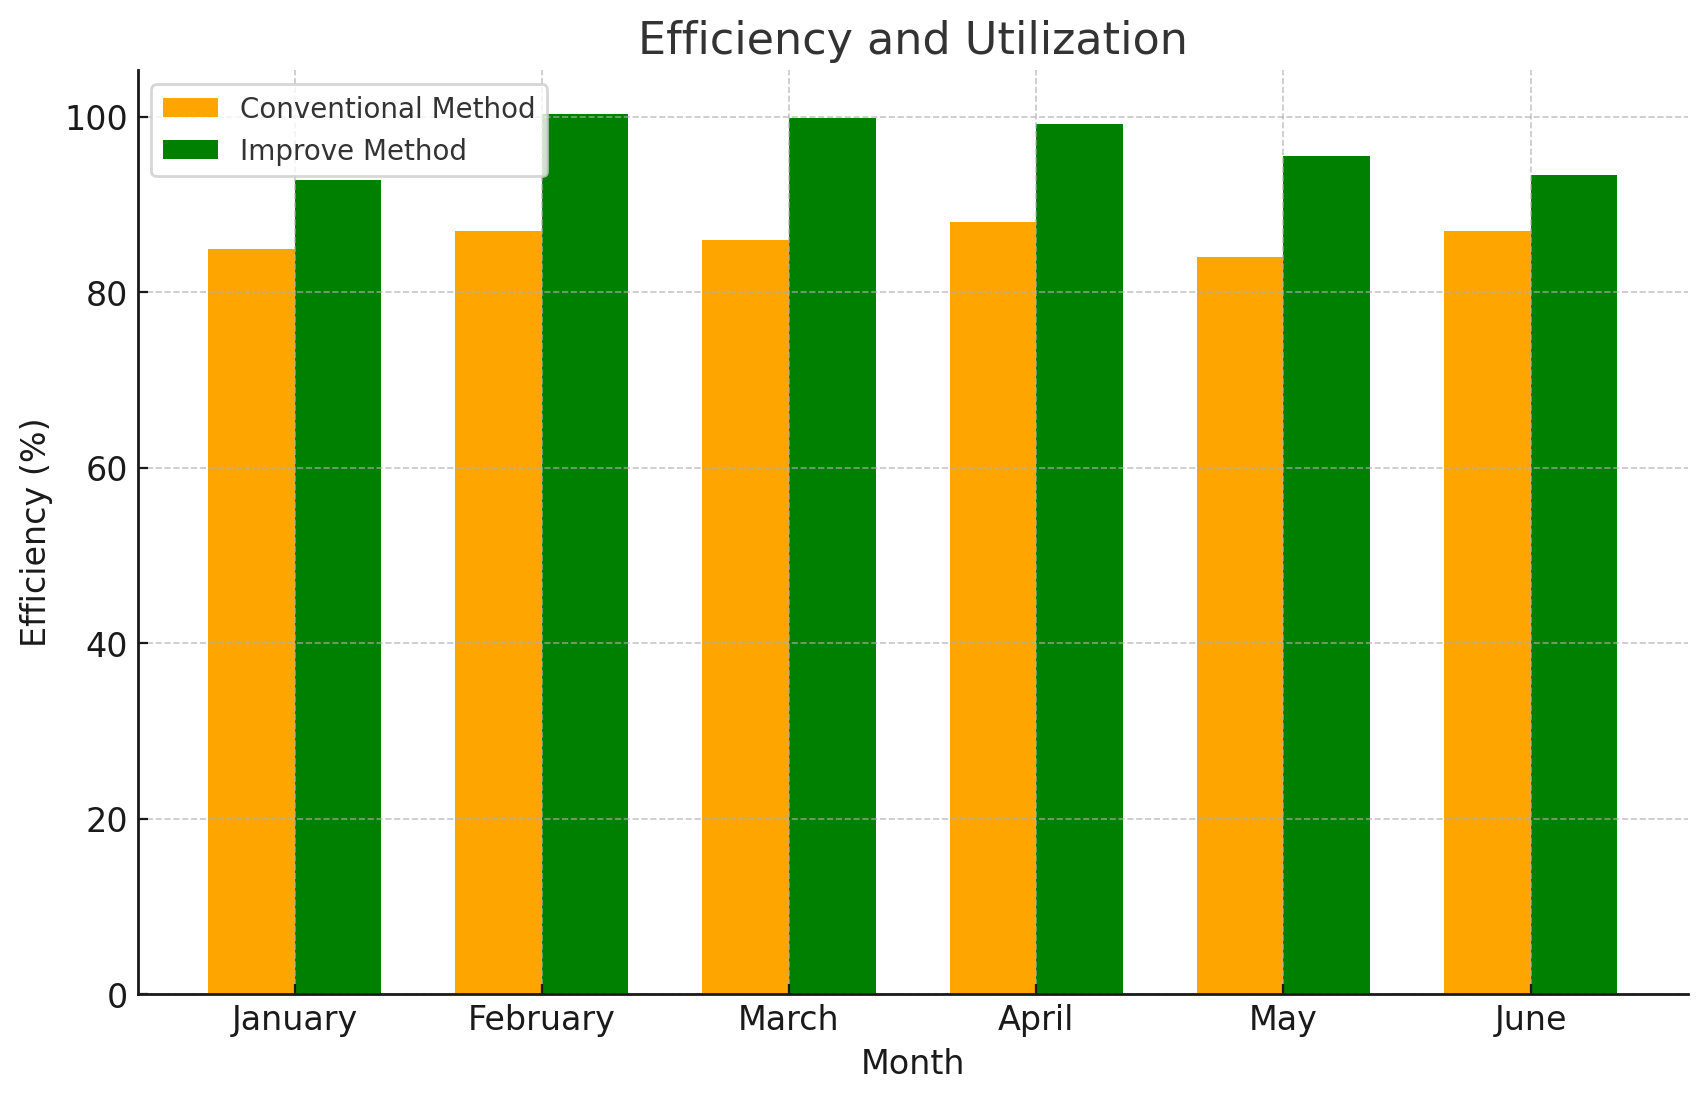 Efficiency and Utilization
Conventional Method
Improve Method
100
80
60
40
20
0
Efficiency (%)
January February March April May June
Month